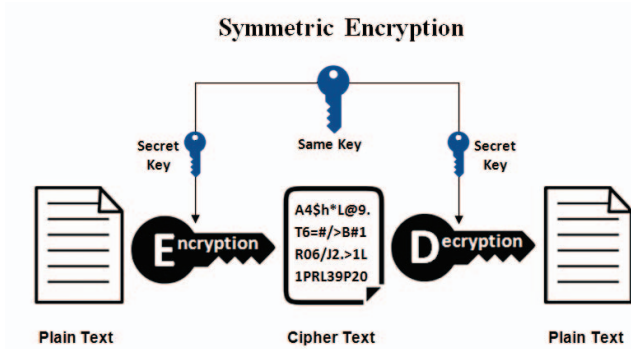 Symmetric Encryption
Secret
Key
Same Key
Secret
Key
A4$h*L@9.
T6=#/>B#1
R06/J2.>1L
1PRL39P20
Encryption
Decryption
Plain Text
Cipher Text
Plain Text